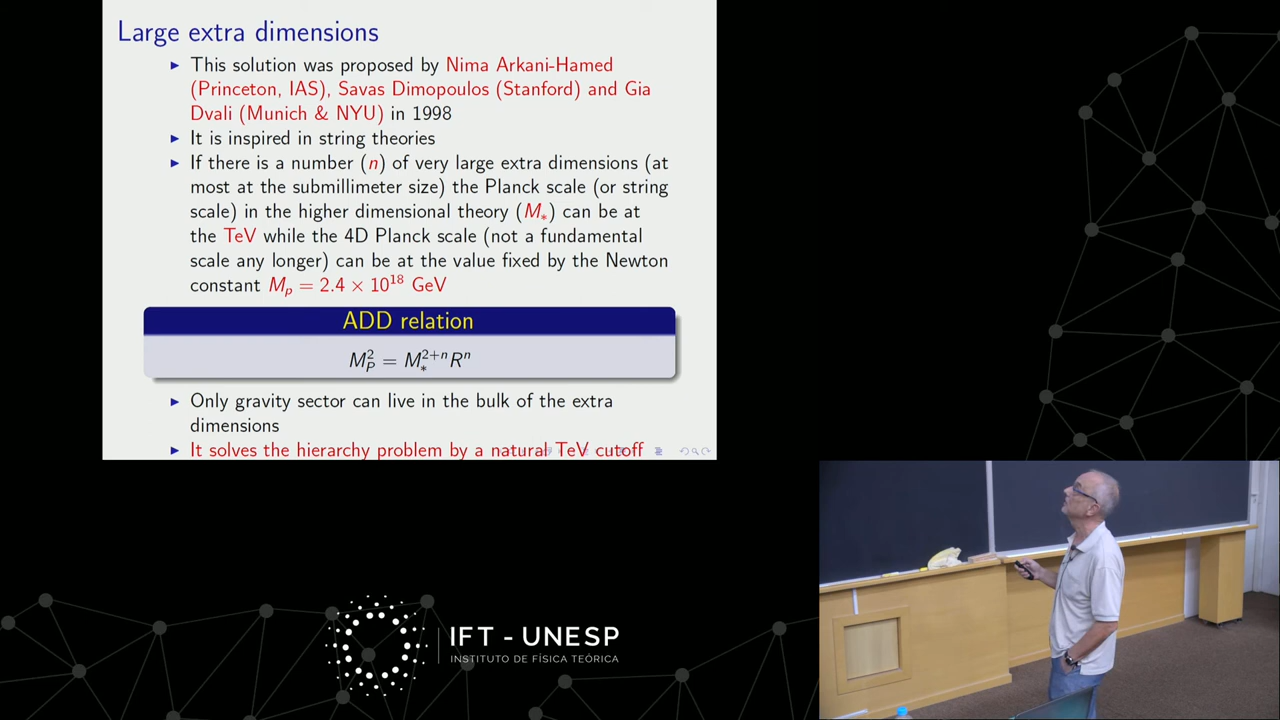 Large extra dimensions
▶ This solution was proposed by Nima Arkani-Hamed
(Princeton, IAS), Savas Dimopoulos (Stanford) and Gia
Dvali (Munich & NYU) in 1998
▶ It is inspired in string theories
▶ If there is a number (n) of very large extra dimensions (at
most at the submillimeter size) the Planck scale (or string
scale) in the higher dimensional theory (M_*) can be at
the TeV while the 4D Planck scale (not a fundamental
scale any longer) can be at the value fixed by the Newton
constant M_p = 2.4 × 10^18 GeV
ADD relation
M_P^2 = M_*^{2+n} R^n
▶ Only gravity sector can live in the bulk of the extra
dimensions
▶ It solves the hierarchy problem by a natural TeV cutoff
IFT - UNESP
INSTITUTO DE FÍSICA TEÓRICA